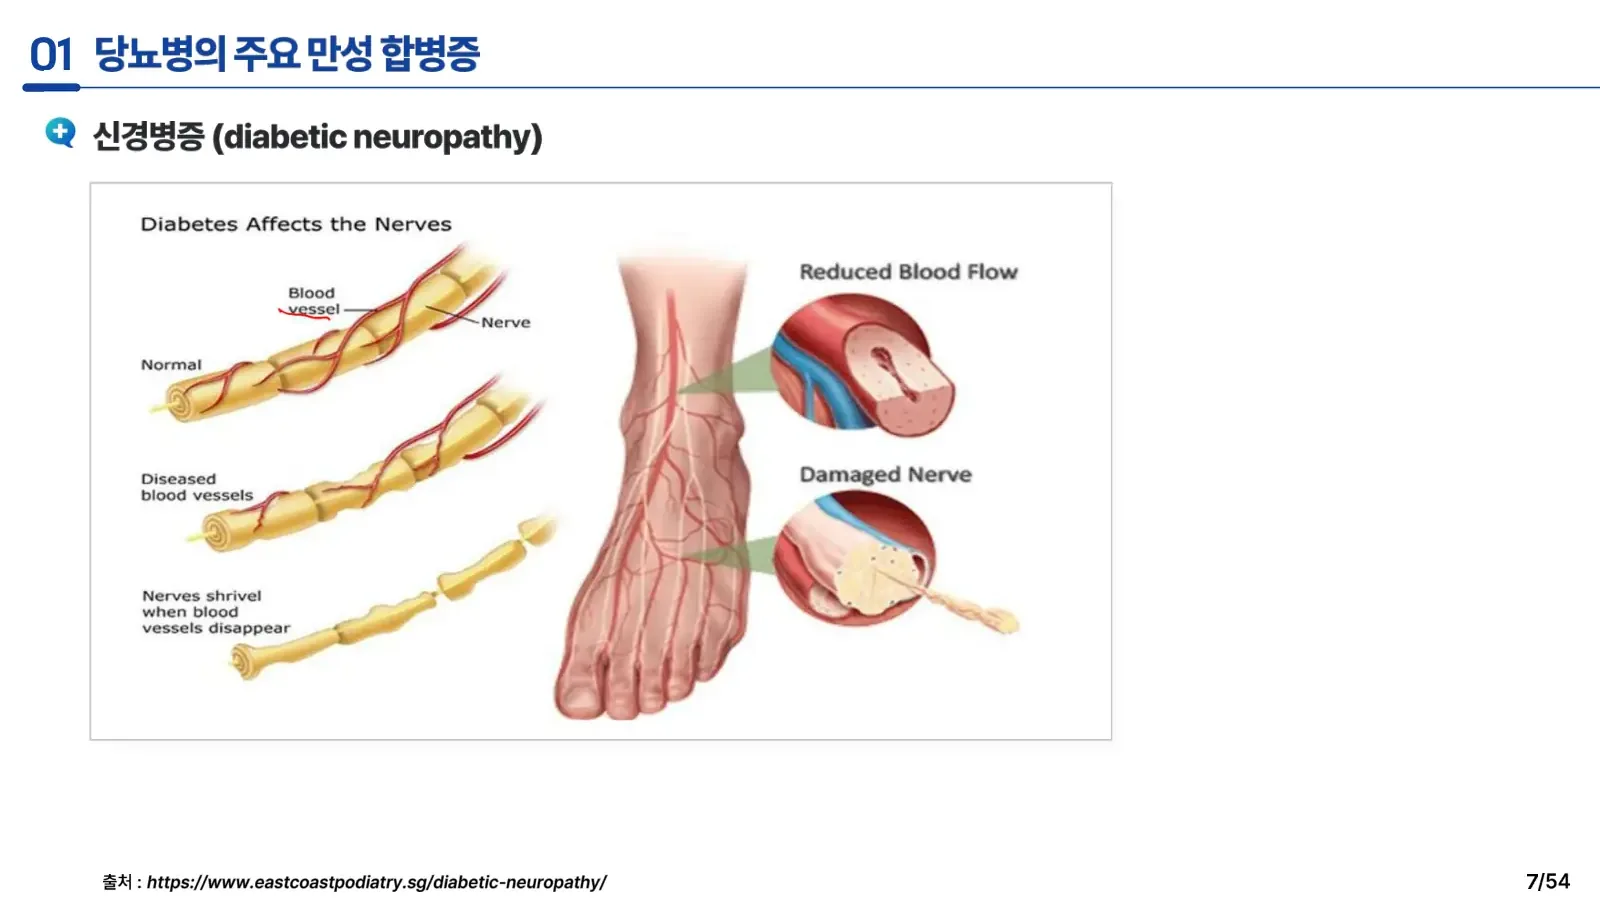 01 당뇨병의 주요 만성 합병증
신경병증 (diabetic neuropathy)
Diabetes Affects the Nerves
Blood
vessel
Nerve
Normal
Diseased
blood vessels
Nerves shrivel
when blood
vessels disappear
Reduced Blood Flow
Damaged Nerve
출처 : https://www.eastcoastpodiatry.sg/diabetic-neuropathy/
7/54